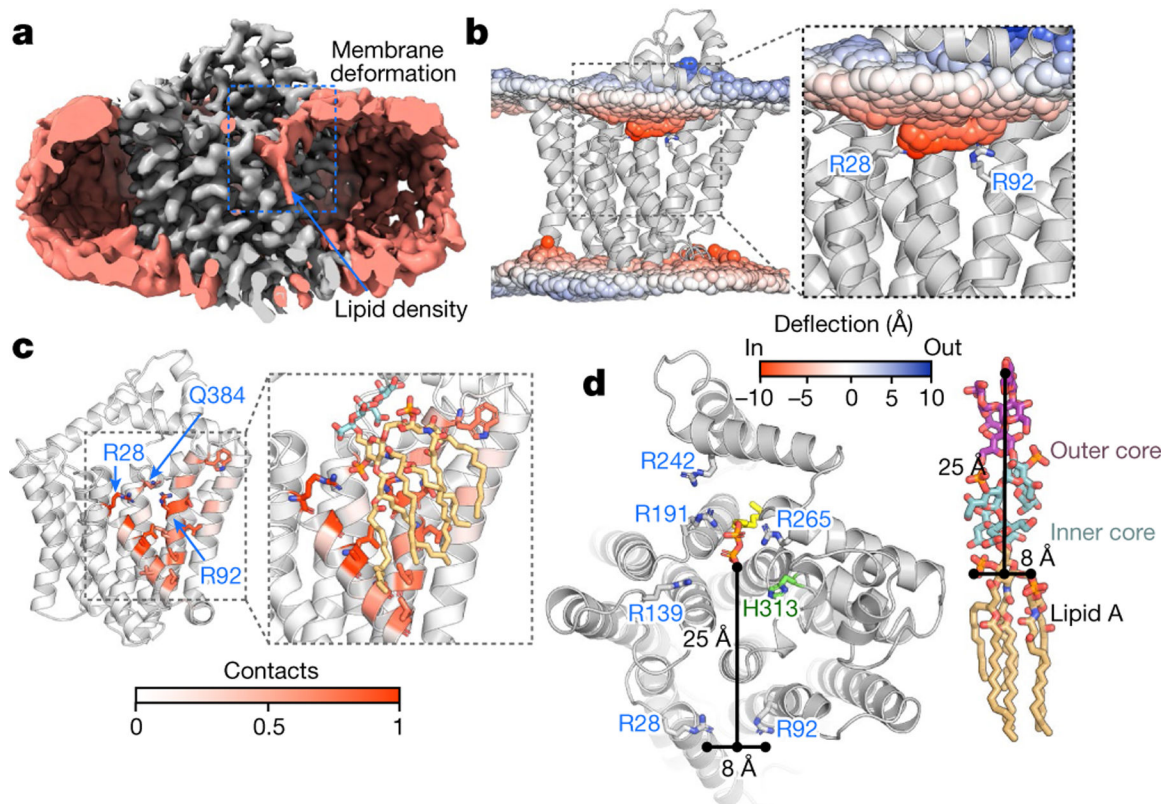 a
Membrane
deformation
Lipid density
b
R28
R92
Deflection (Å)
In
Out
−10
−5
0
5
10
c
Q384
R28
R92
Contacts
0
0.5
1
d
R242
R191
R265
R139
H313
25 Å
R28
R92
8 Å
Outer core
25 Å
Inner core
8 Å
Lipid A